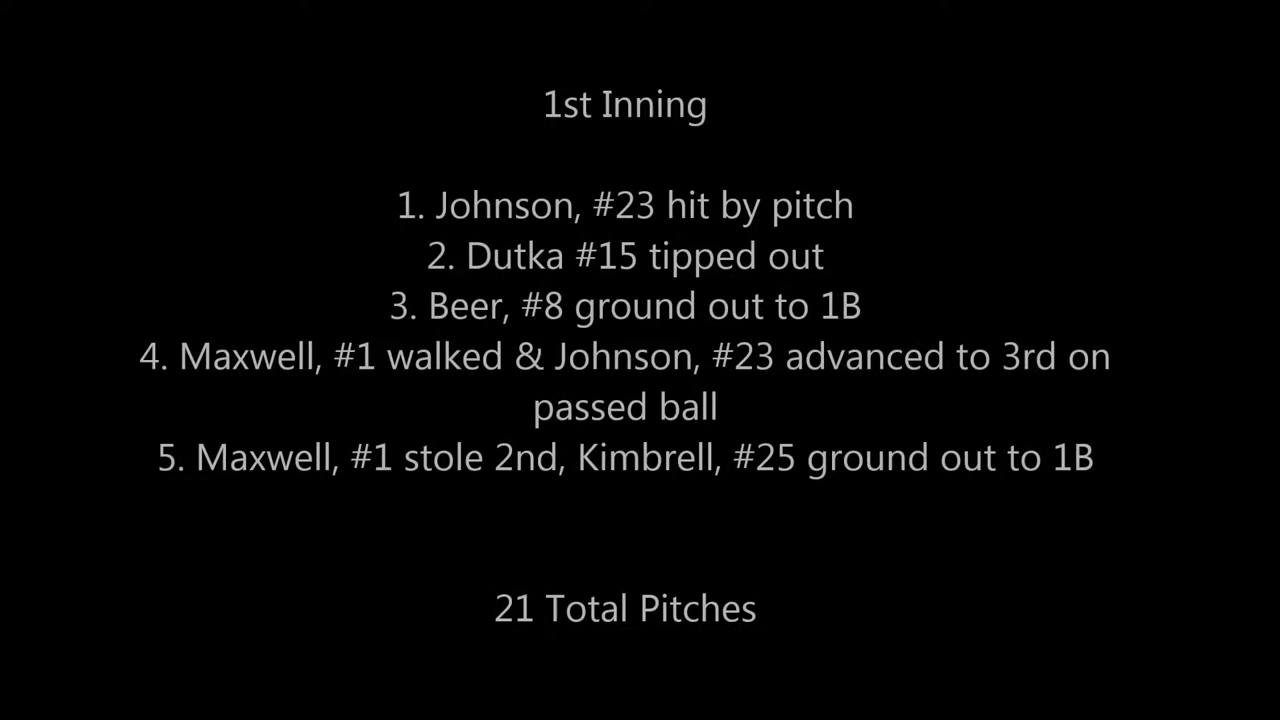 1st Inning
1. Johnson, #23 hit by pitch
2. Dutka #15 tipped out
3. Beer, #8 ground out to 1B
4. Maxwell, #1 walked & Johnson, #23 advanced to 3rd on
passed ball
5. Maxwell, #1 stole 2nd, Kimbrell, #25 ground out to 1B
21 Total Pitches